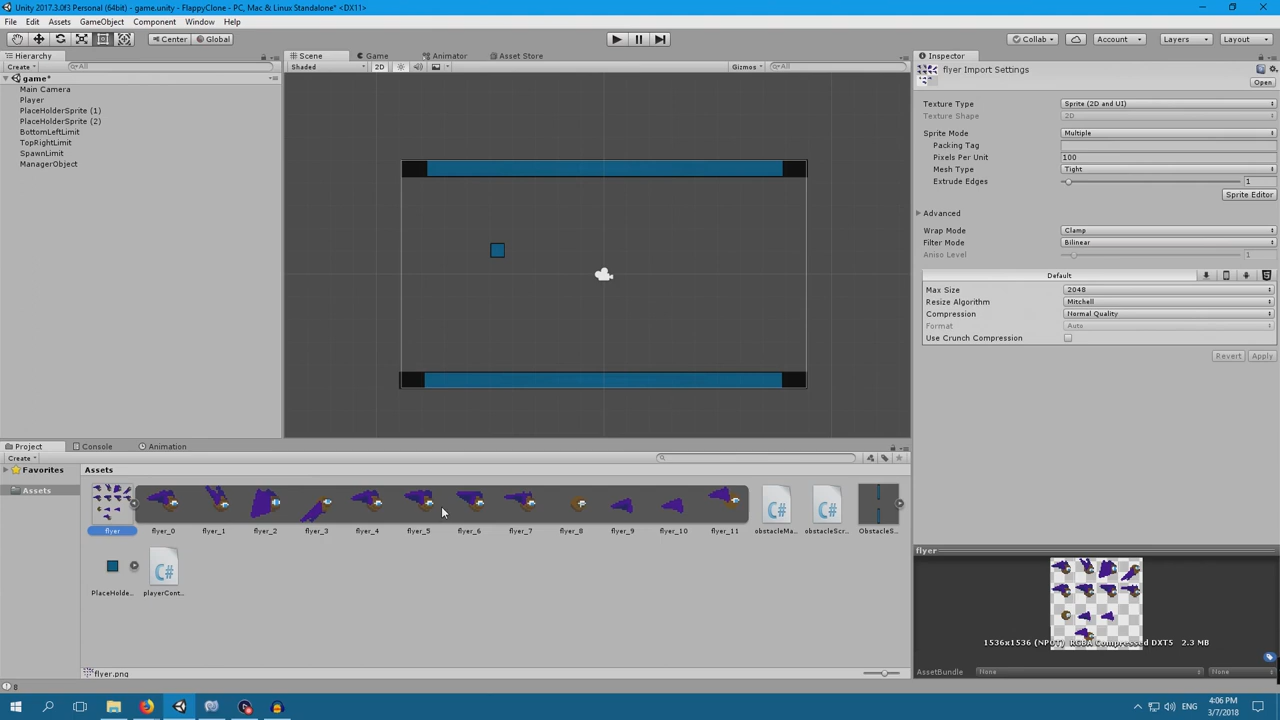 Unity 2017.3.0f3 Personal (64bit) - game.unity - FlappyClone - PC, Mac & Linux Standalone* <DX11>
File Edit Assets GameObject Component Window Help
Center Global Collab Account Layers Layout
Hierarchy Scene Game Animator Asset Store Inspector
Create All Shaded 2D Gizmos All flyer Import Settings
Open
game*
Main Camera
Player
PlaceHolderSprite (1)
PlaceHolderSprite (2)
BottomLeftLimit
TopRightLimit
SpawnLimit
ManagerObject
Texture Type Sprite (2D and UI)
Texture Shape 2D
Sprite Mode Multiple
Packing Tag
Pixels Per Unit 100
Mesh Type Tight
Extrude Edges 1
Sprite Editor
Advanced
Wrap Mode Clamp
Filter Mode Bilinear
Aniso Level 1
Default
Max Size 2048
Resize Algorithm Mitchell
Compression Normal Quality
Format Auto
Use Crunch Compression
Revert Apply
Project Console Animation
Create
Favorites Assets
Assets
C# C#
flyer flyer_0 flyer_1 flyer_2 flyer_3 flyer_4 flyer_5 flyer_6 flyer_7 flyer_8 flyer_9 flyer_10 flyer_11 obstacleMa... obstacleScr... ObstacleS...
C#
PlaceHolde... playerCont...
flyer
1536x1536 (NPOT) RGBA Compressed DXT5 2.3 MB
flyer.png
AssetBundle None None
8
ENG
4:06 PM
3/7/2018